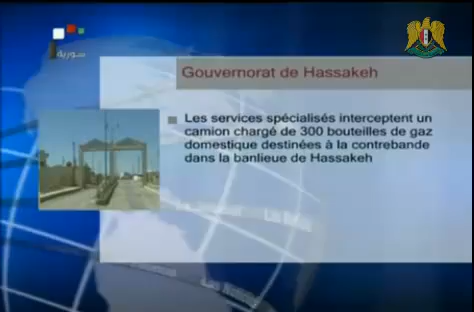 سورية
Gouvernorat de Hassakeh
Les services spécialisés interceptent un
camion chargé de 300 bouteilles de gaz
domestique destinées à la contrebande
dans la banlieue de Hassakeh